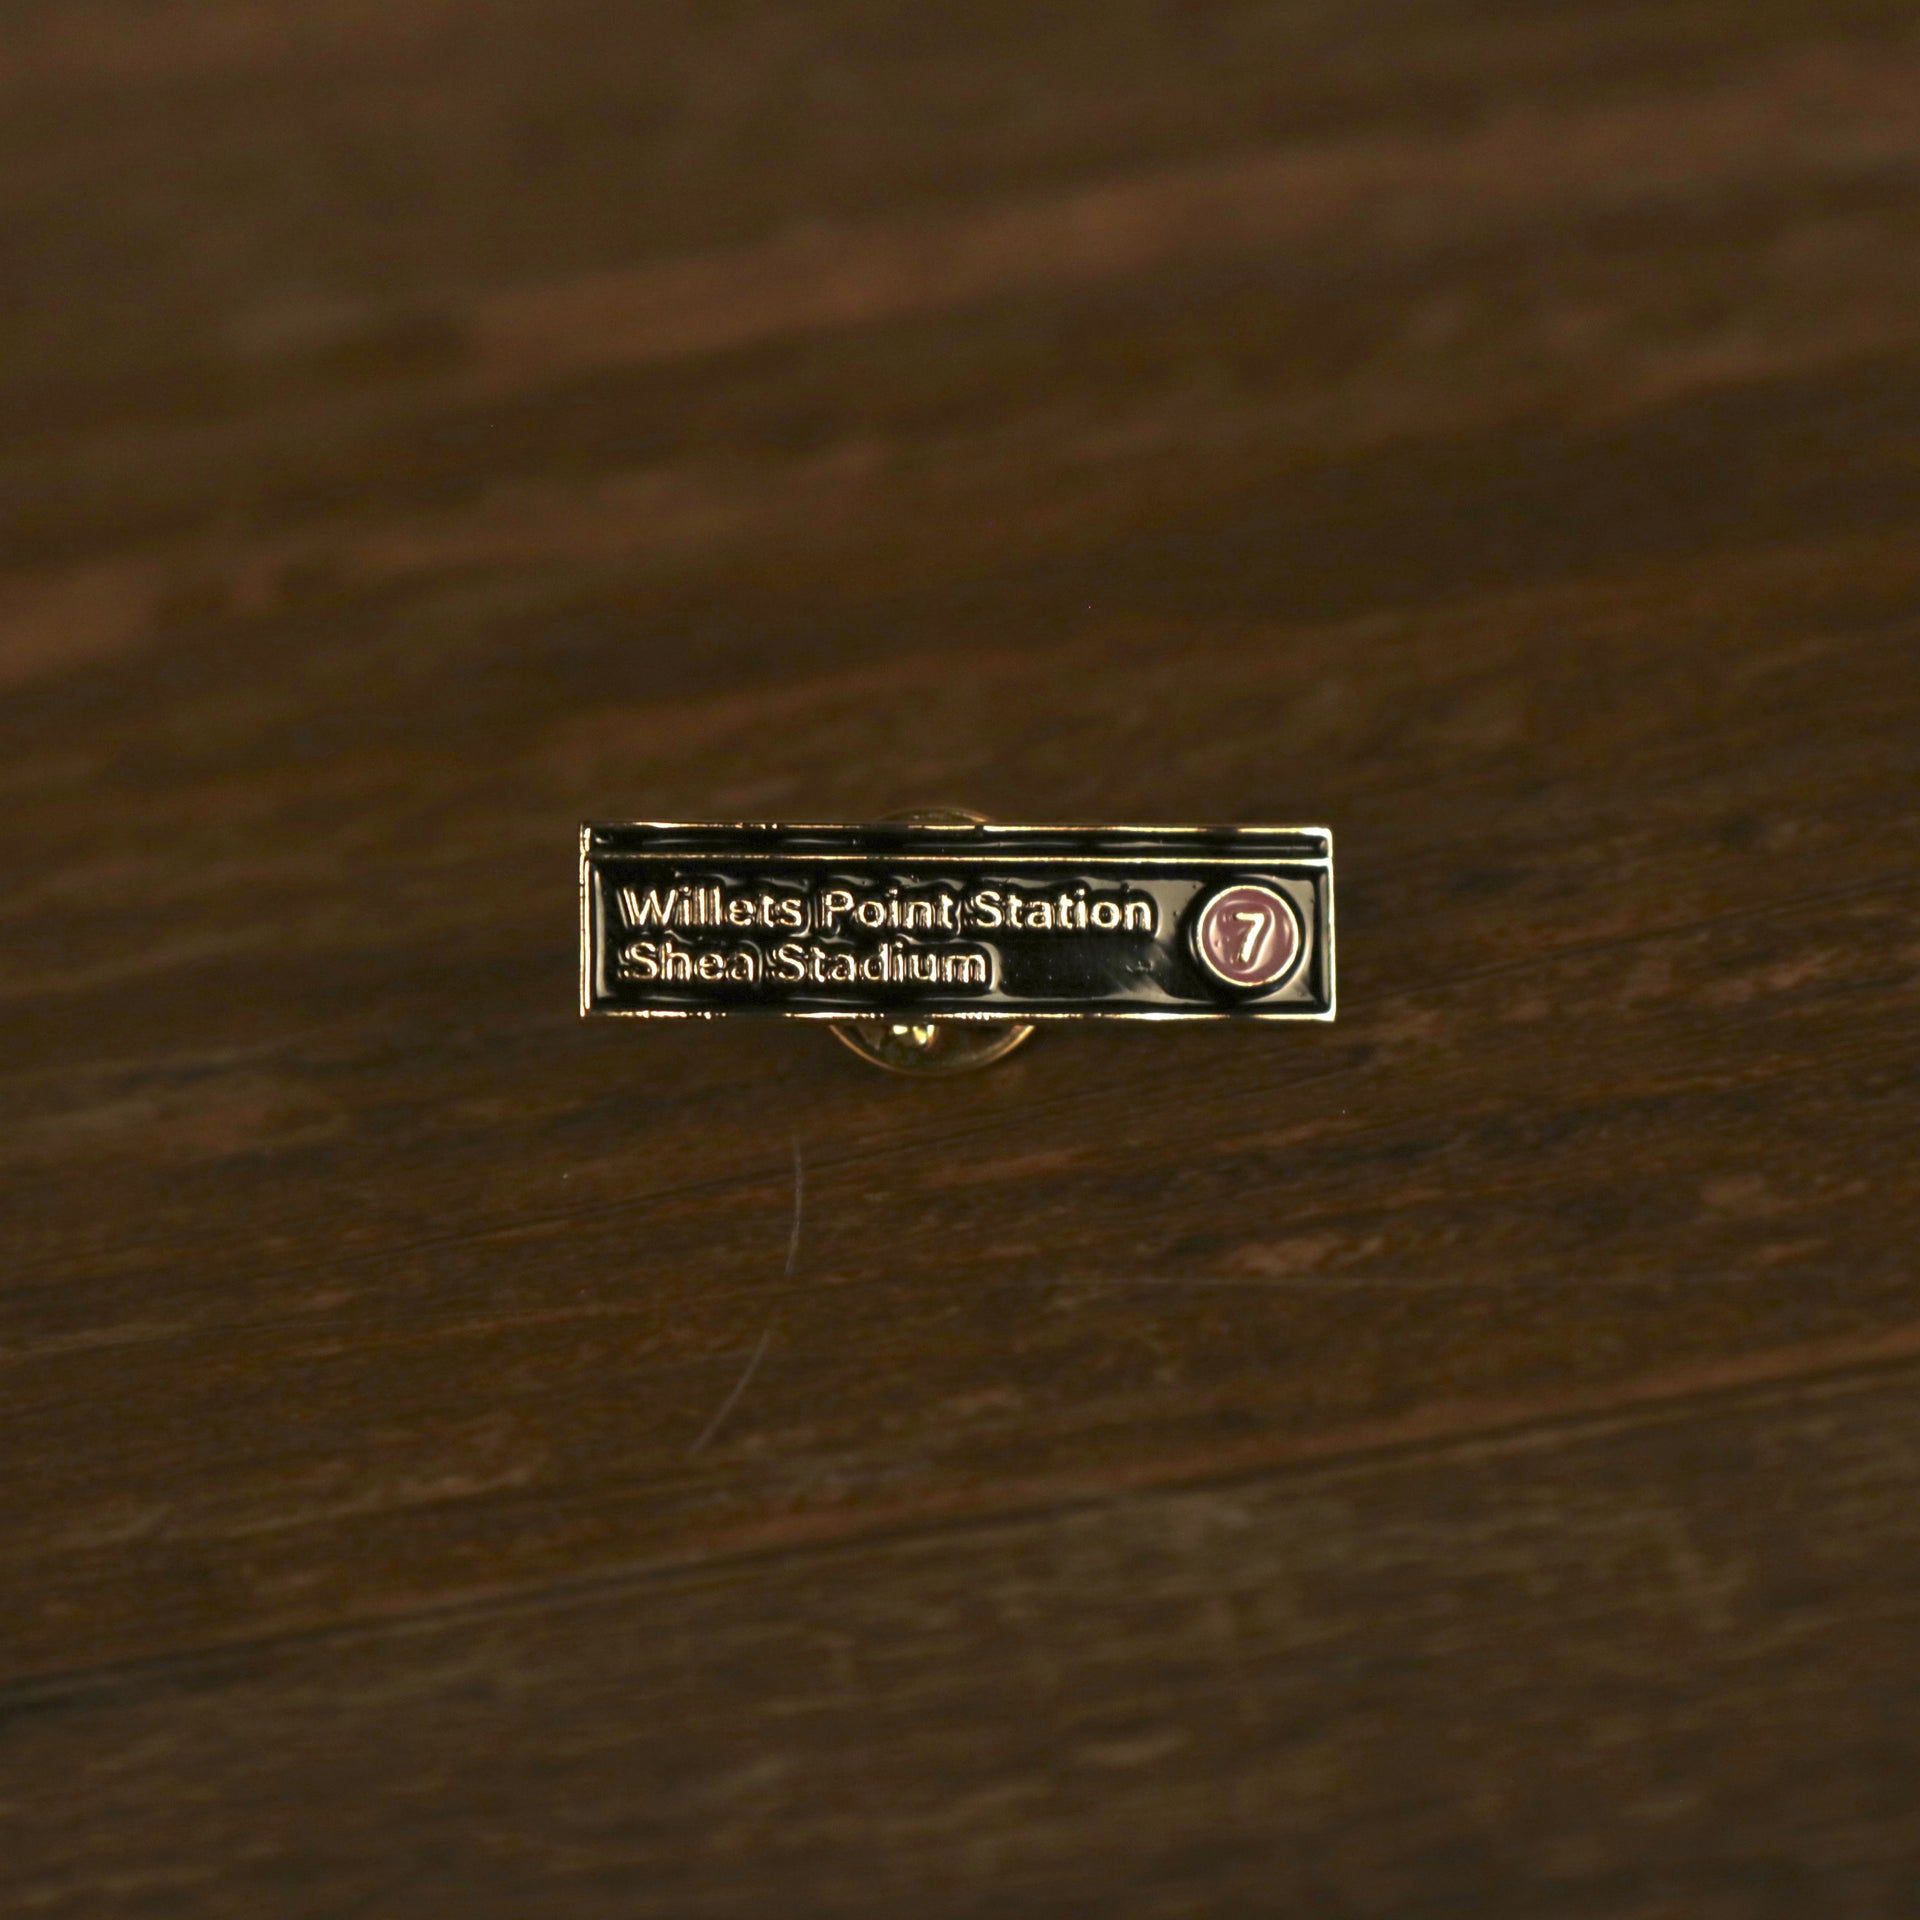 Willets Point Station
Shea Stadium
7